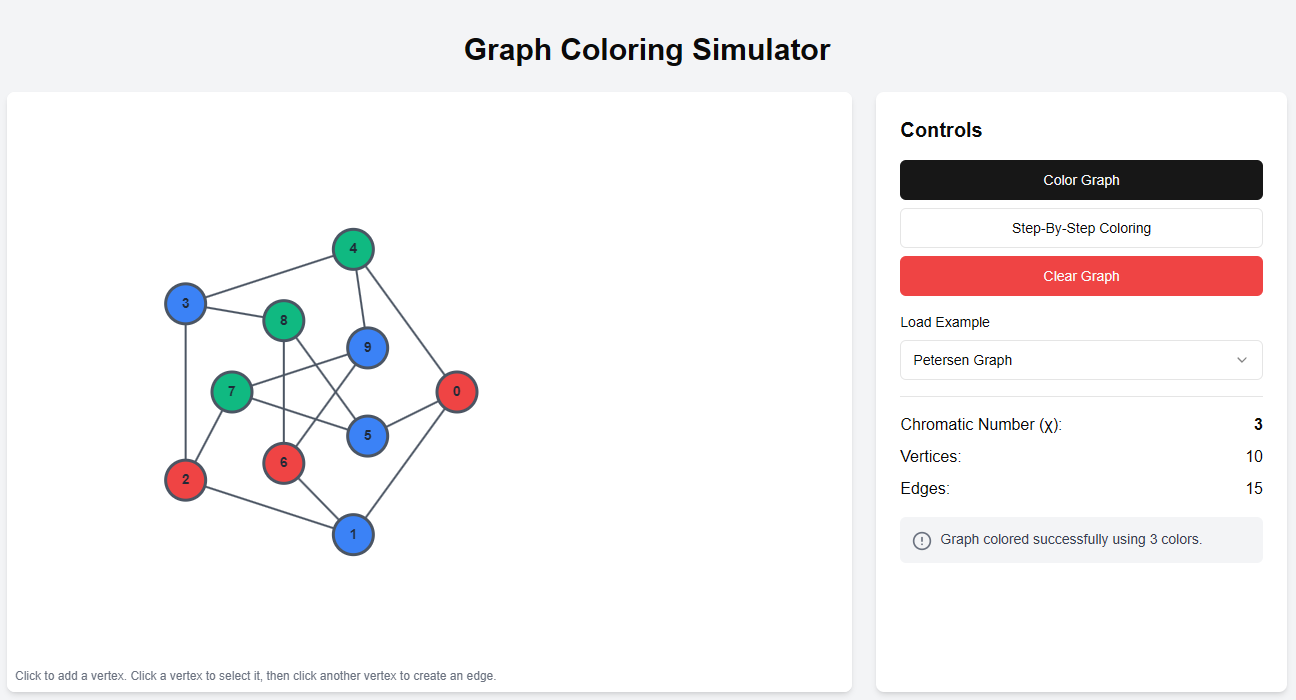 Graph Coloring Simulator
4
3
8
9
7
0
5
6
2
1
Click to add a vertex. Click a vertex to select it, then click another vertex to create an edge.
Controls
Color Graph
Step-By-Step Coloring
Clear Graph
Load Example
Petersen Graph
Chromatic Number (χ): 3
Vertices: 10
Edges: 15
Graph colored successfully using 3 colors.